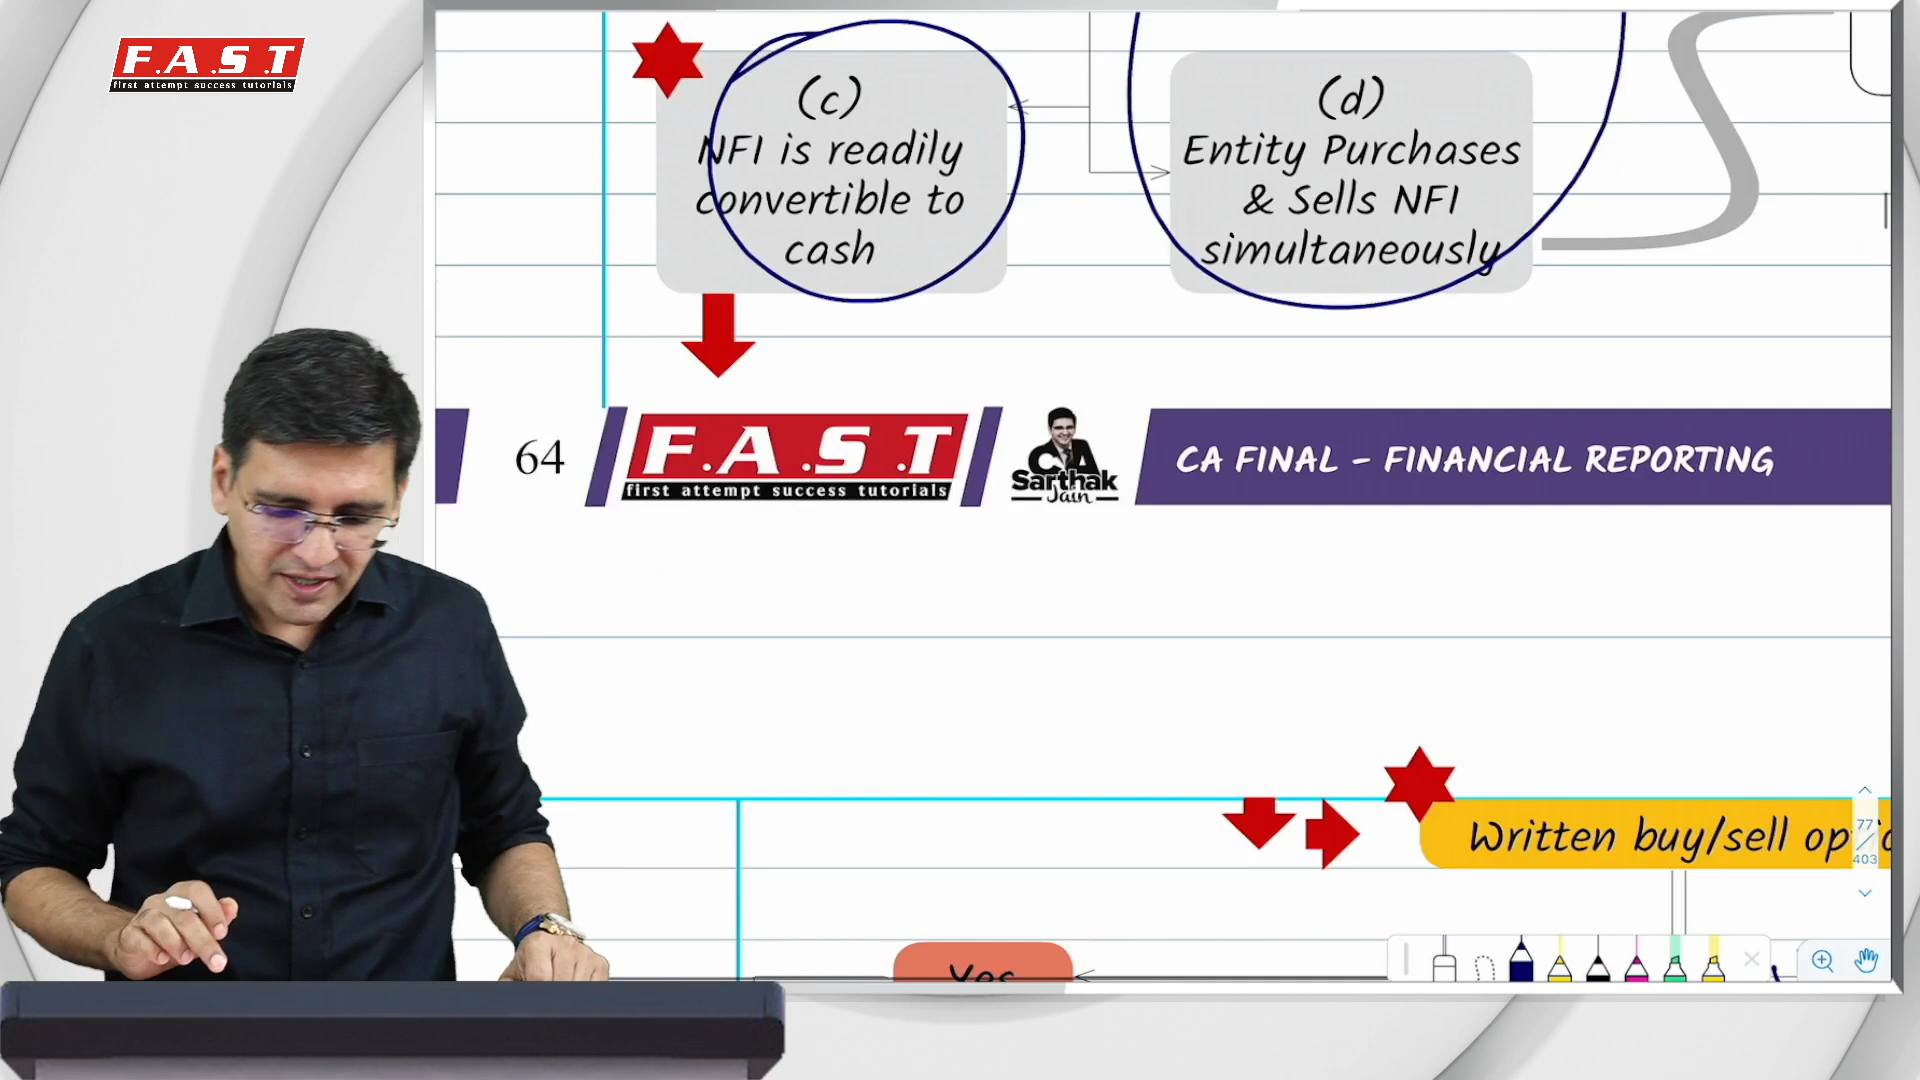 F.A.S.T
first attempt success tutorials
(c)
NFI is readily
convertible to
cash
(d)
Entity Purchases
& Sells NFI
simultaneously
64
F.A.S.T
first attempt success tutorials
CA
Sarthak
Jain
CA FINAL - FINANCIAL REPORTING
Written buy/sell op
77
403
Yes